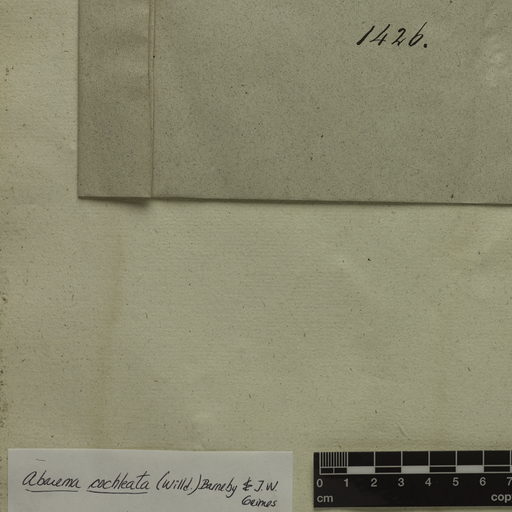 1426.
Abarema cochleata (Willd.) Barneby & J.W
Grimes
0 1 2 3 4 5 6 7
cm
cop